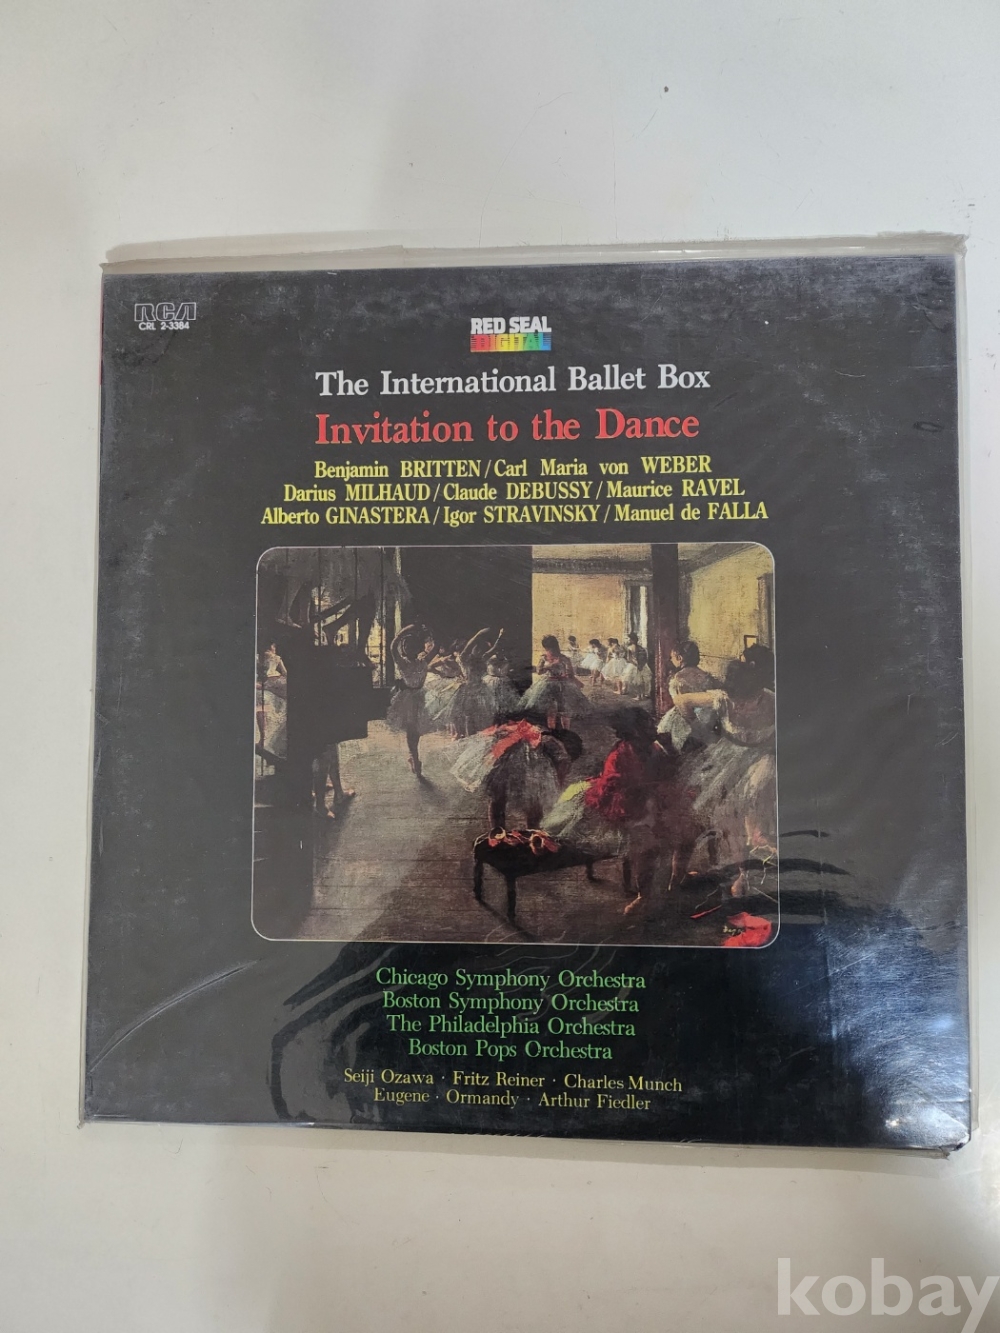 RCA
CRL 2-3384
RED SEAL
DIGITAL
The International Ballet Box
Invitation to the Dance
Benjamin BRITTEN/Carl Maria von WEBER
Darius MILHAUD/Claude DEBUSSY/Maurice RAVEL
Alberto GINASTERA/Igor STRAVINSKY/Manuel de FALLA
Degas
Chicago Symphony Orchestra
Boston Symphony Orchestra
The Philadelphia Orchestra
Boston Pops Orchestra
Seiji Ozawa · Fritz Reiner · Charles Munch
Eugene · Ormandy · Arthur Fiedler
kobay